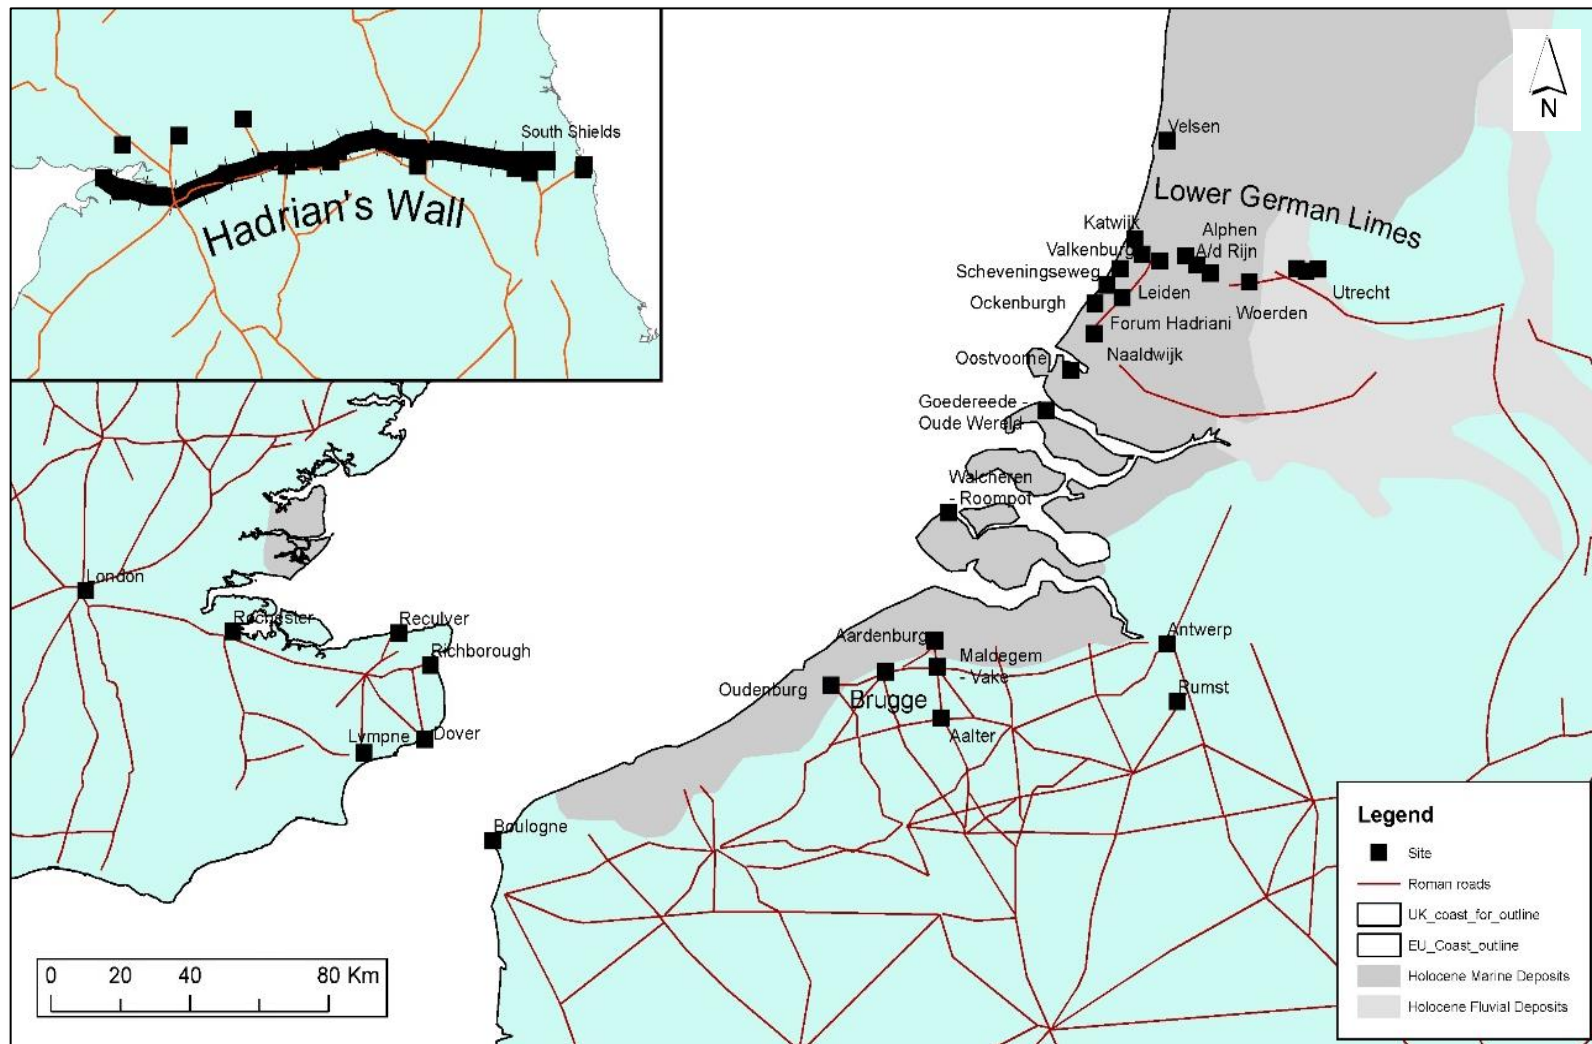 South Shields
Hadrian's Wall
N
Velsen
Lower German Limes
Katwijk
Alphen
A/d Rijn
Valkenburg
Scheveningseweg
Leiden
Utrecht
Ockenburgh
Woerden
Forum Hadriani
Naaldwijk
Oostvoorne
Goedereede -
Oude Wereld
Walcheren
- Roompot
London
Rochester
Reculver
Richborough
Lympne
Dover
Boulogne
Aardenburg
Antwerp
Maldegem
- Vake
Oudenburg
Brugge
Rumst
Aalter
Legend
Site
Roman roads
UK_coast_for_outline
EU_Coast_outline
Holocene Marine Deposits
Holocene Fluvial Deposits
0 20 40 80 Km